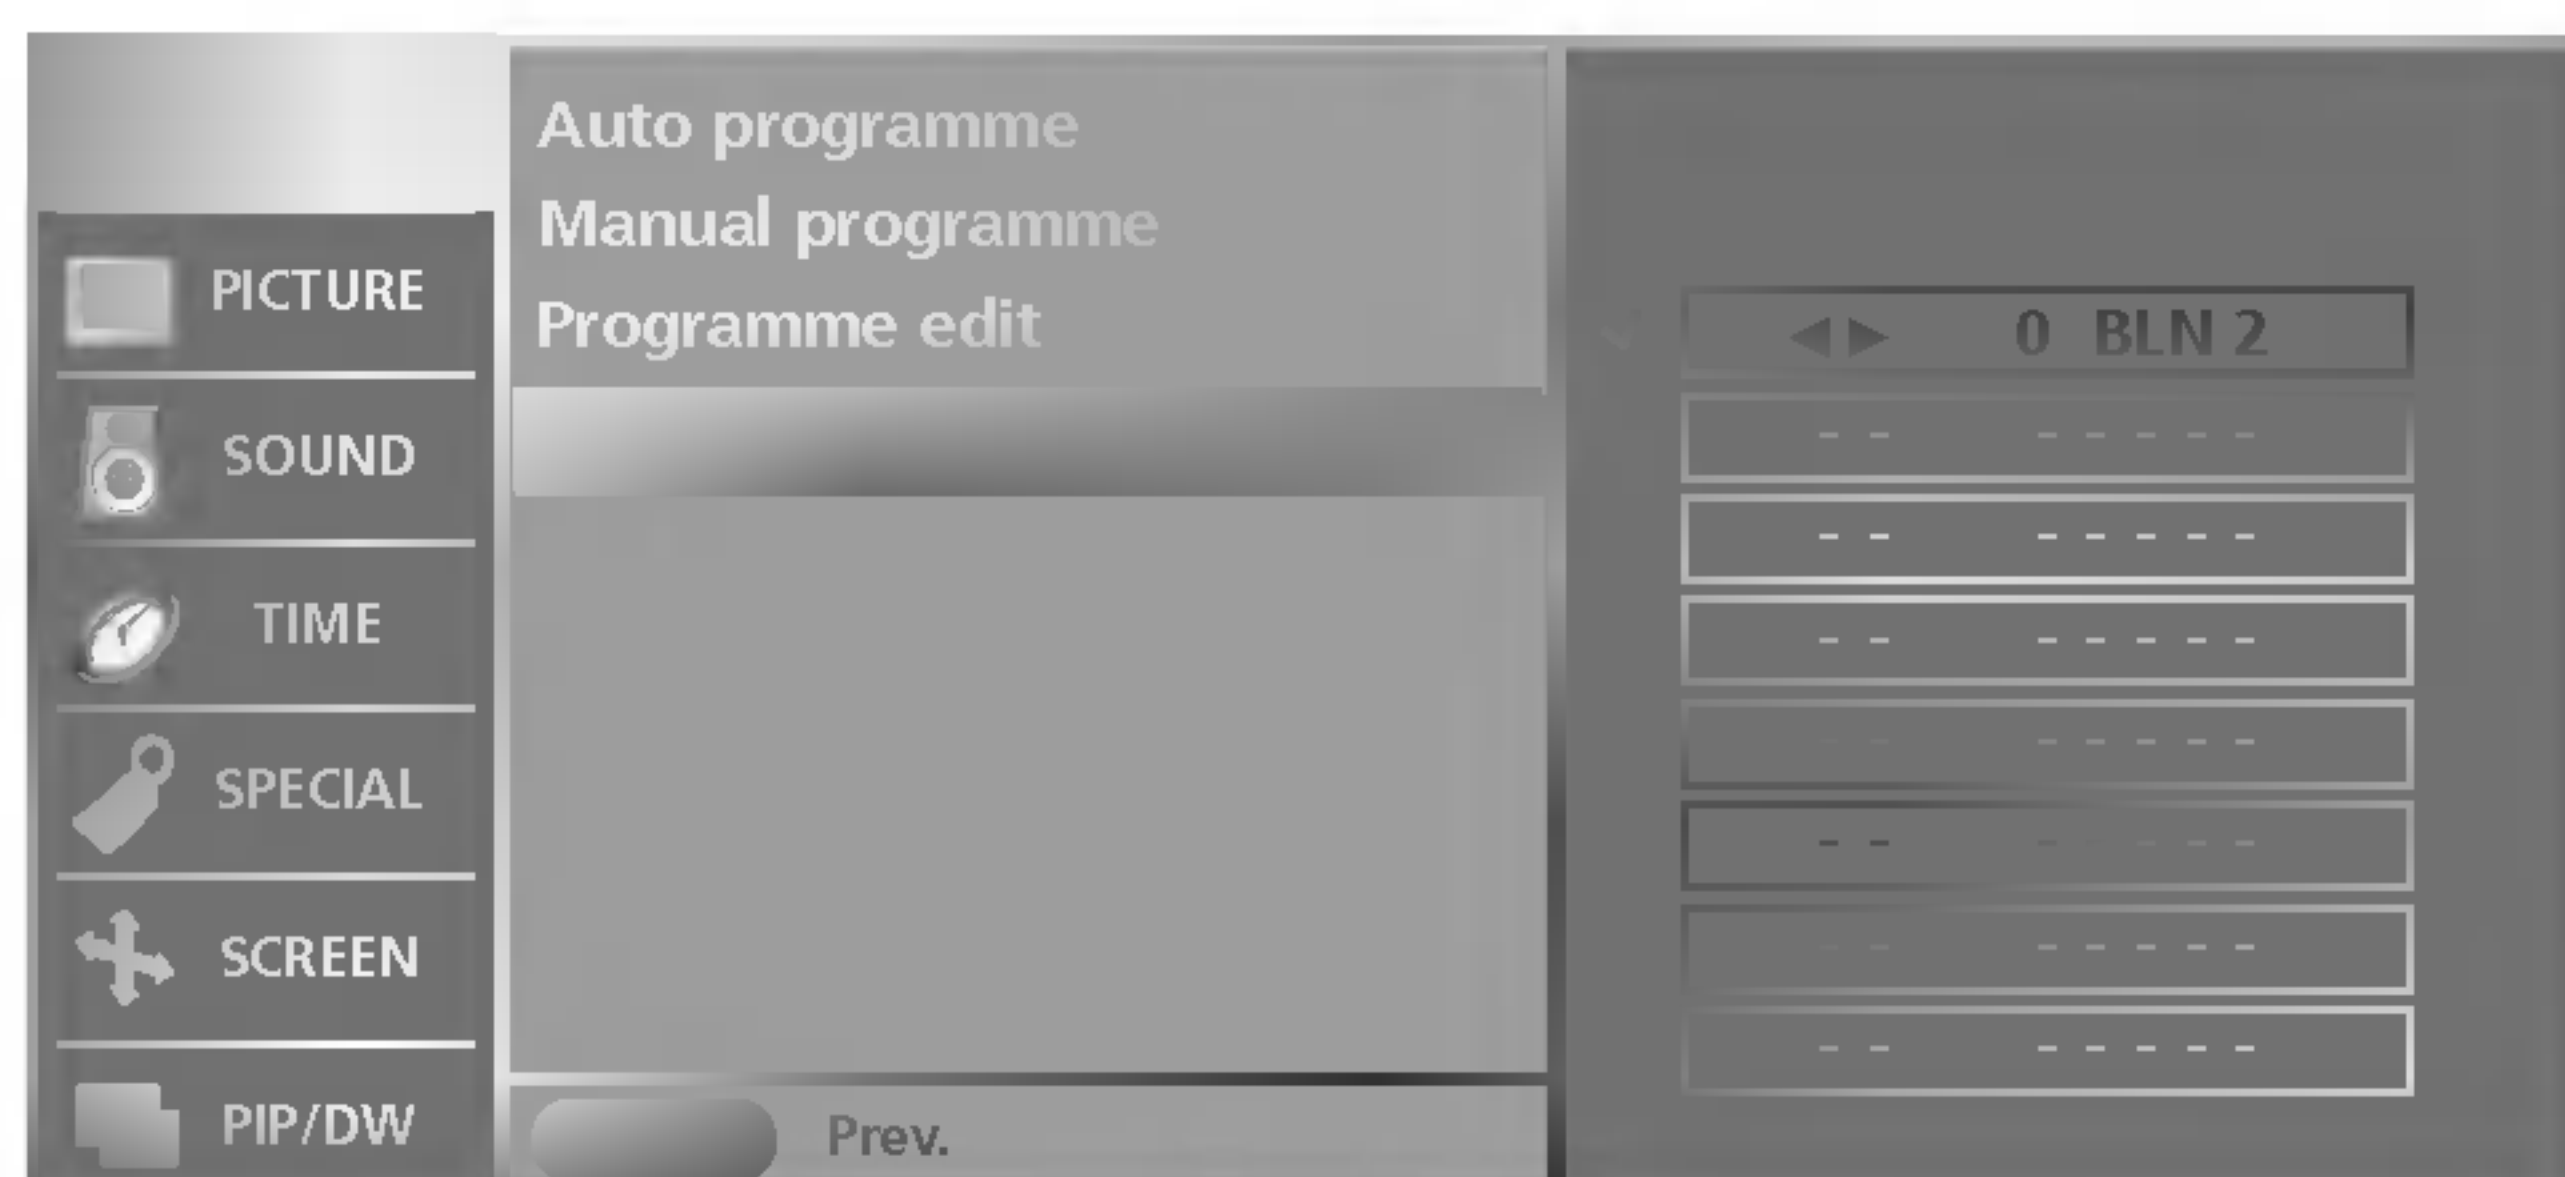 Auto programme
Manual programme
Programme edit
PICTURE
SOUND
TIME
SPECIAL
SCREEN
PIP/DW
Prev.
◀▶ 0 BLN 2
- - - - - - -
- - - - - - -
- - - - - - -
- - - - - - -
- - - - - - -
- - - - - - -
- - - - - - -